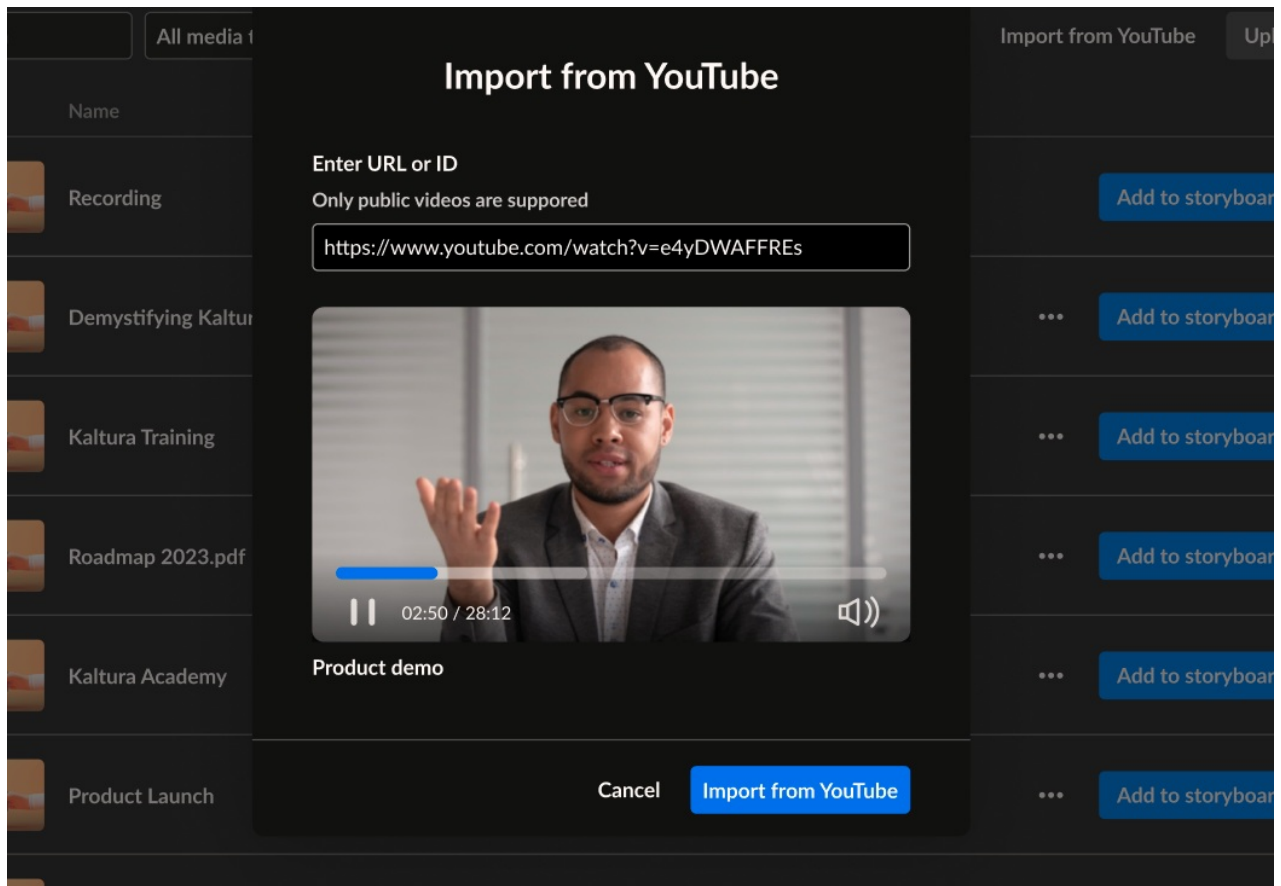 All media t
Import from YouTube
Upl
Import from YouTube
Name
Enter URL or ID
Only public videos are suppored
https://www.youtube.com/watch?v=e4yDWAFFREs
Recording
Add to storyboar
Demystifying Kaltur
Add to storyboar
Kaltura Training
Add to storyboar
Roadmap 2023.pdf
Add to storyboar
02:50 / 28:12
Product demo
Kaltura Academy
Add to storyboar
Cancel
Import from YouTube
Product Launch
Add to storyboar